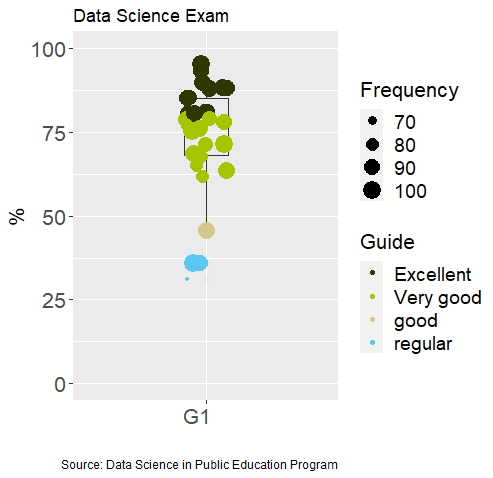 Data Science Exam
100
75
50
25
0
%
G1
Frequency
70
80
90
100
Guide
Excellent
Very good
good
regular
Source: Data Science in Public Education Program